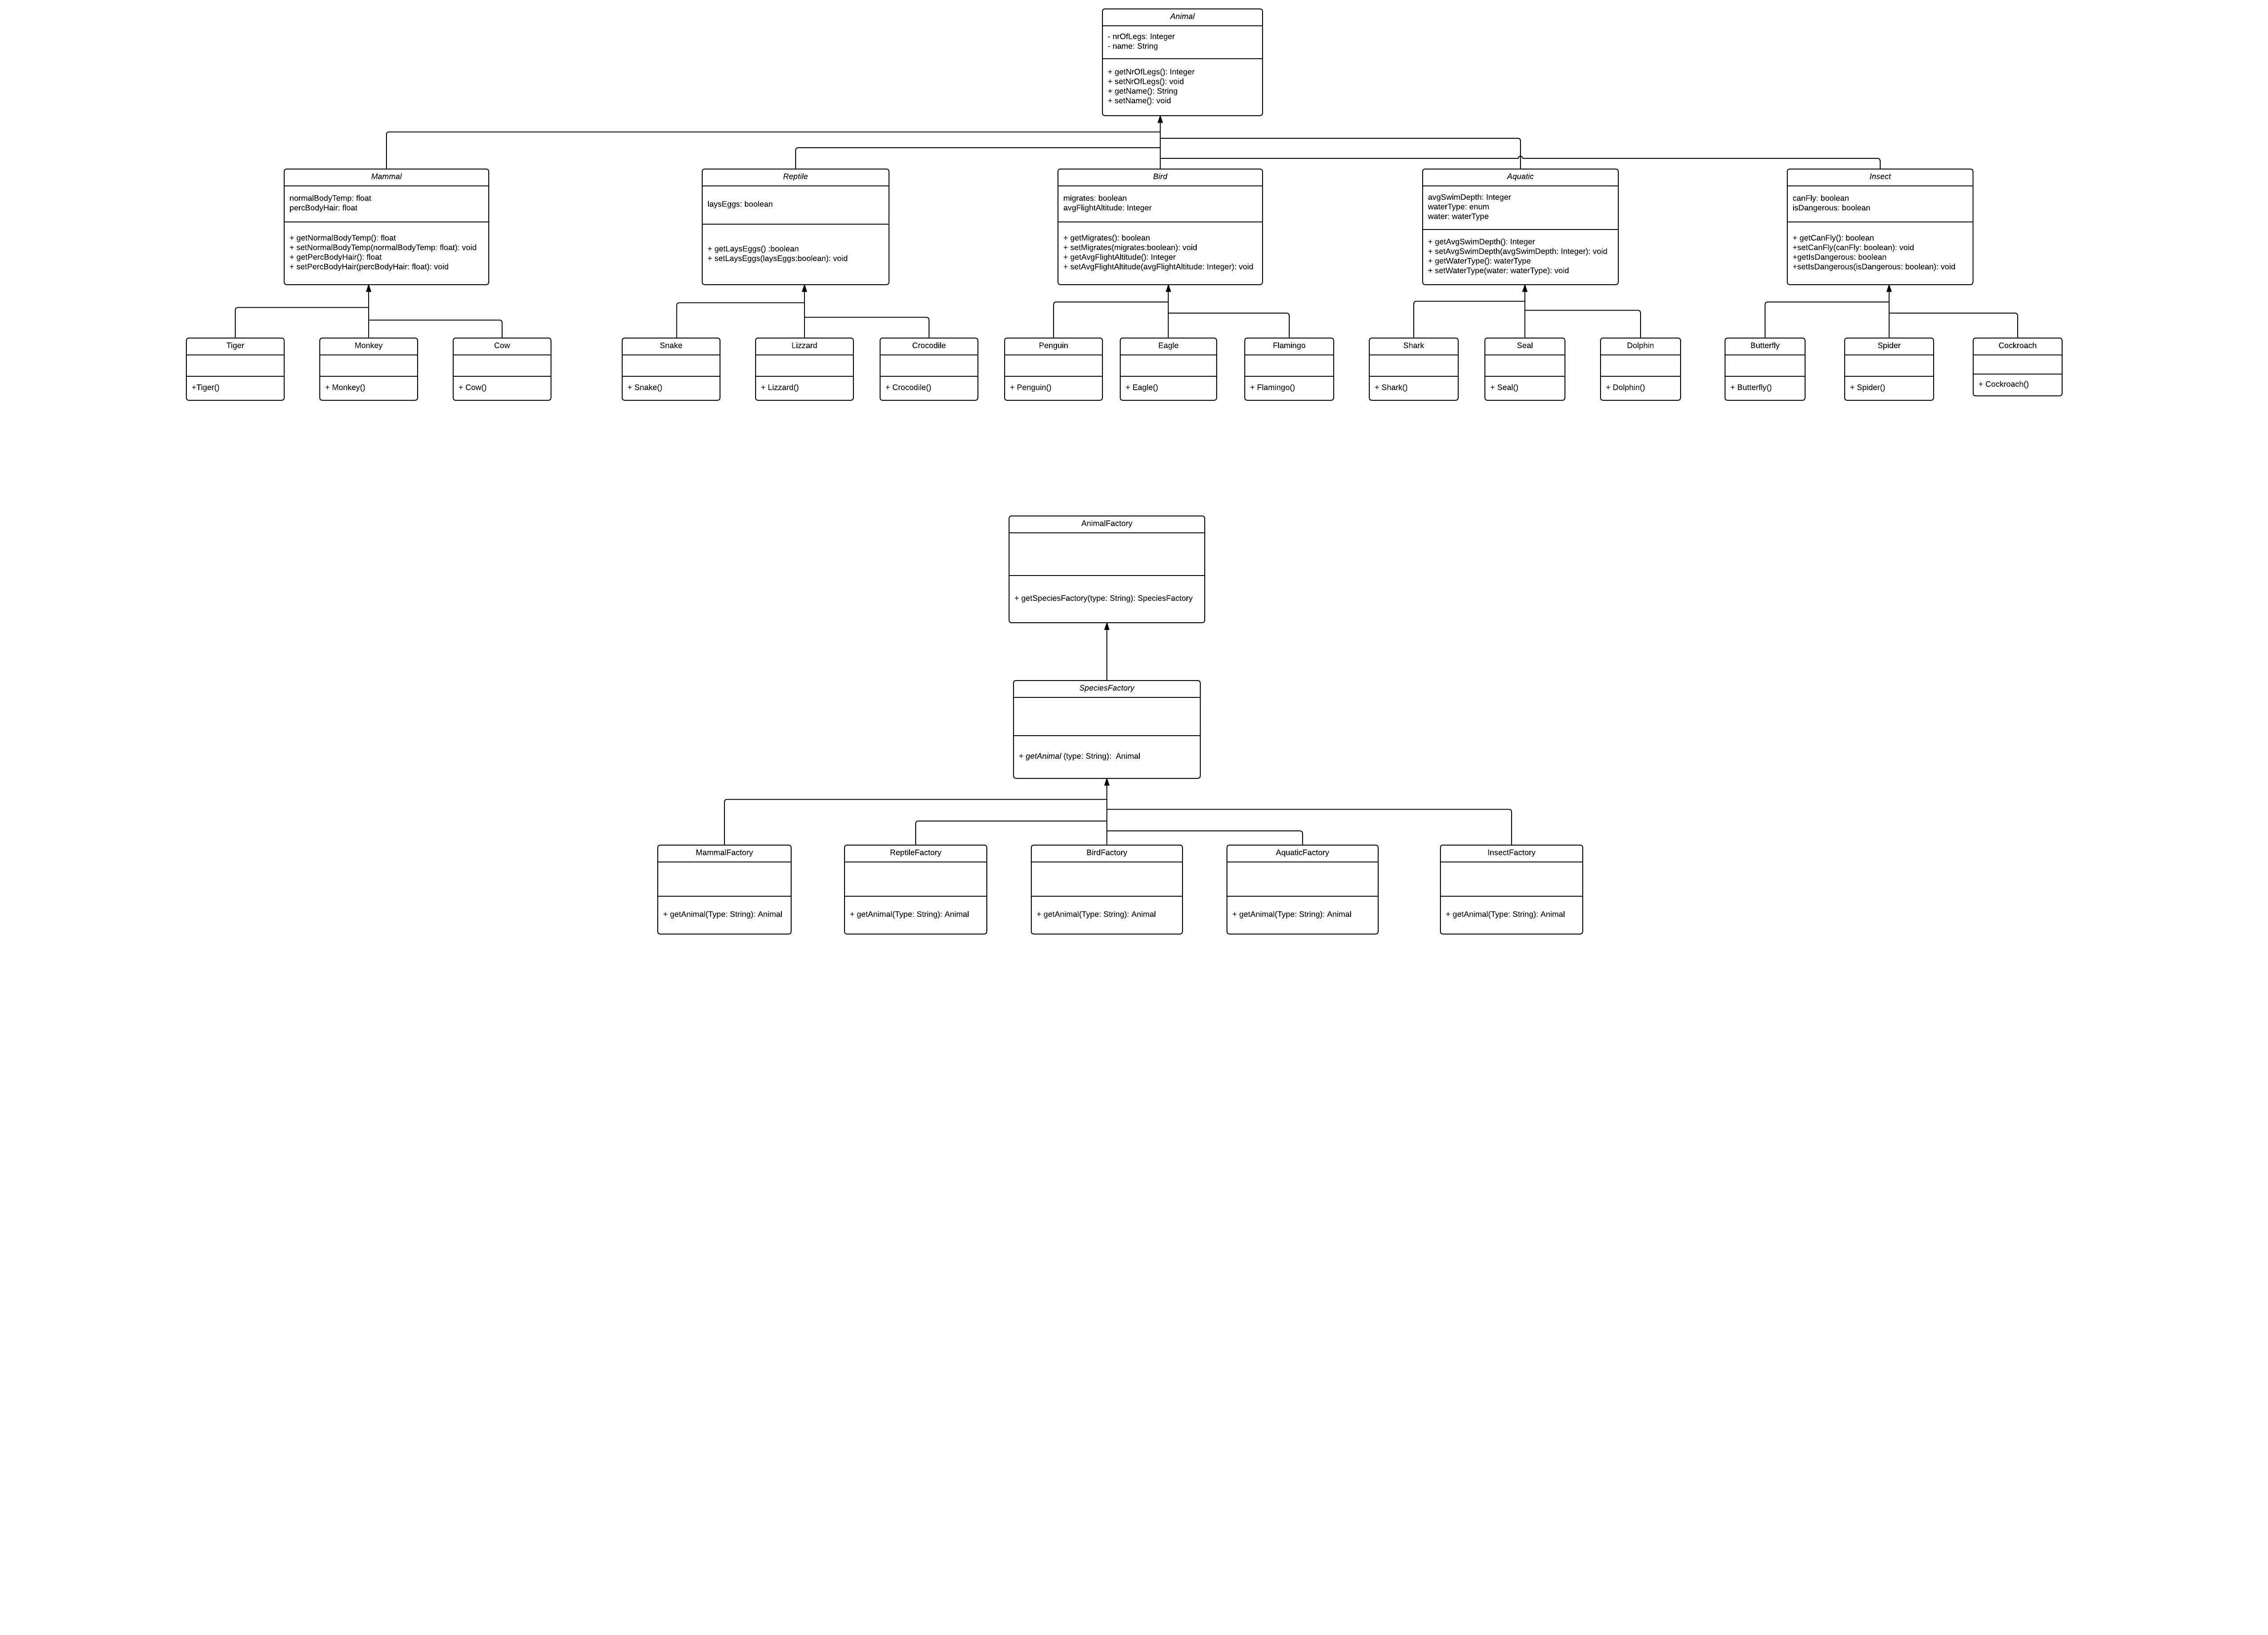 Animal
- nrOfLegs: Integer
- name: String
+ getNrOfLegs(): Integer
+ setNrOfLegs(): void
+ getName(): String
+ setName(): void
Mammal
normalBodyTemp: float
percBodyHair: float
+ getNormalBodyTemp(): float
+ setNormalBodyTemp(normalBodyTemp: float): void
+ getPercBodyHair(): float
+ setPercBodyHair(percBodyHair: float): void
Reptile
laysEggs: boolean
+ getLaysEggs() :boolean
+ setLaysEggs(laysEggs:boolean): void
Bird
migrates: boolean
avgFlightAltitude: Integer
+ getMigrates(): boolean
+ setMigrates(migrates:boolean): void
+ getAvgFlightAltitude(): Integer
+ setAvgFlightAltitude(avgFlightAltitude: Integer): void
Aquatic
avgSwimDepth: Integer
waterType: enum
water: waterType
+ getAvgSwimDepth(): Integer
+ setAvgSwimDepth(avgSwimDepth: Integer): void
+ getWaterType(): waterType
+ setWaterType(water: waterType): void
Insect
canFly: boolean
isDangerous: boolean
+ getCanFly(): boolean
+setCanFly(canFly: boolean): void
+getIsDangerous: boolean
+setIsDangerous(isDangerous: boolean): void
Tiger
+Tiger()
Monkey
+ Monkey()
Cow
+ Cow()
Snake
+ Snake()
Lizzard
+ Lizzard()
Crocodile
+ Crocodile()
Penguin
+ Penguin()
Eagle
+ Eagle()
Flamingo
+ Flamingo()
Shark
+ Shark()
Seal
+ Seal()
Dolphin
+ Dolphin()
Butterfly
+ Butterfly()
Spider
+ Spider()
Cockroach
+ Cockroach()
AnimalFactory
+ getSpeciesFactory(type: String): SpeciesFactory
SpeciesFactory
+ getAnimal (type: String): Animal
MammalFactory
+ getAnimal(Type: String): Animal
ReptileFactory
+ getAnimal(Type: String): Animal
BirdFactory
+ getAnimal(Type: String): Animal
AquaticFactory
+ getAnimal(Type: String): Animal
InsectFactory
+ getAnimal(Type: String): Animal